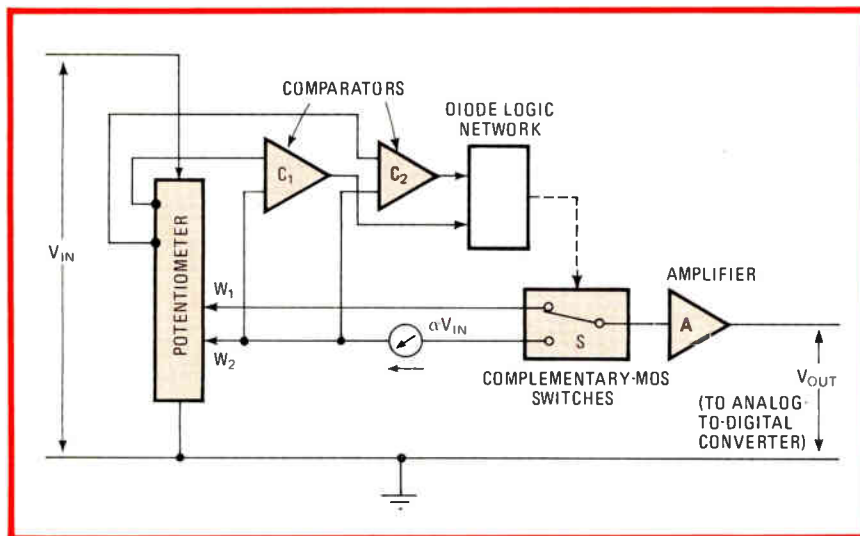 COMPARATORS
DIODE LOGIC
NETWORK
C1
C2
VIN
POTENTIOMETER
W1
W2
αVIN
S
COMPLEMENTARY-MOS
SWITCHES
AMPLIFIER
A
VOUT
(TO ANALOG-
TO-DIGITAL
CONVERTER)